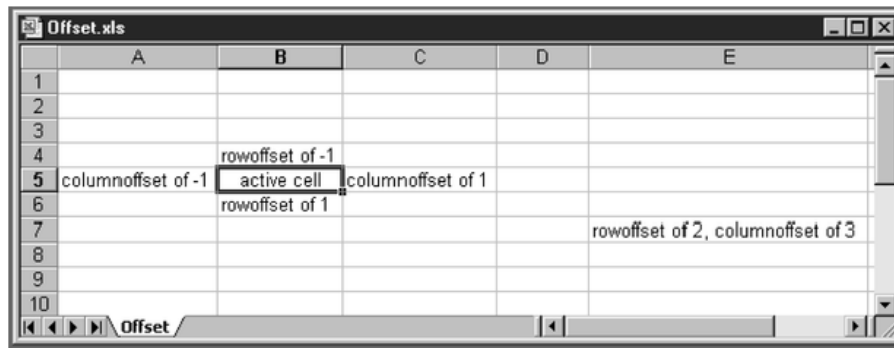 Offset.xls
A B C D E
1
2
3
4 rowoffset of -1
5 columnoffset of -1 active cell columnoffset of 1
6 rowoffset of 1
7 rowoffset of 2, columnoffset of 3
8
9
10
Offset